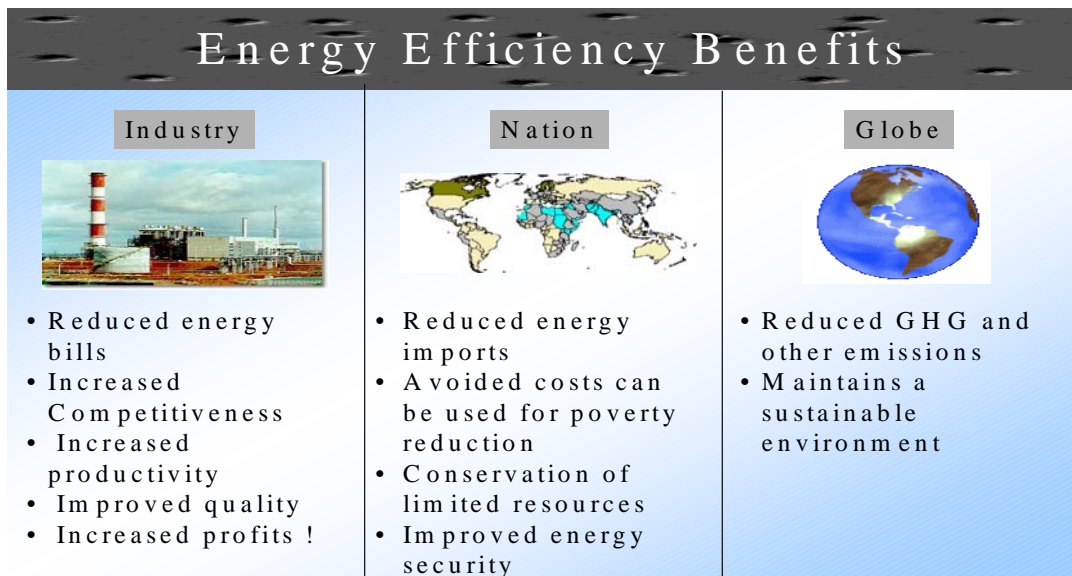 Energy Efficiency Benefits
Industry
• Reduced energy
bills
• Increased
Competitiveness
• Increased
productivity
• Improved quality
• Increased profits !
Nation
• Reduced energy
imports
• Avoided costs can
be used for poverty
reduction
• Conservation of
limited resources
• Improved energy
security
Globe
• Reduced GHG and
other emissions
• Maintains a
sustainable
environment